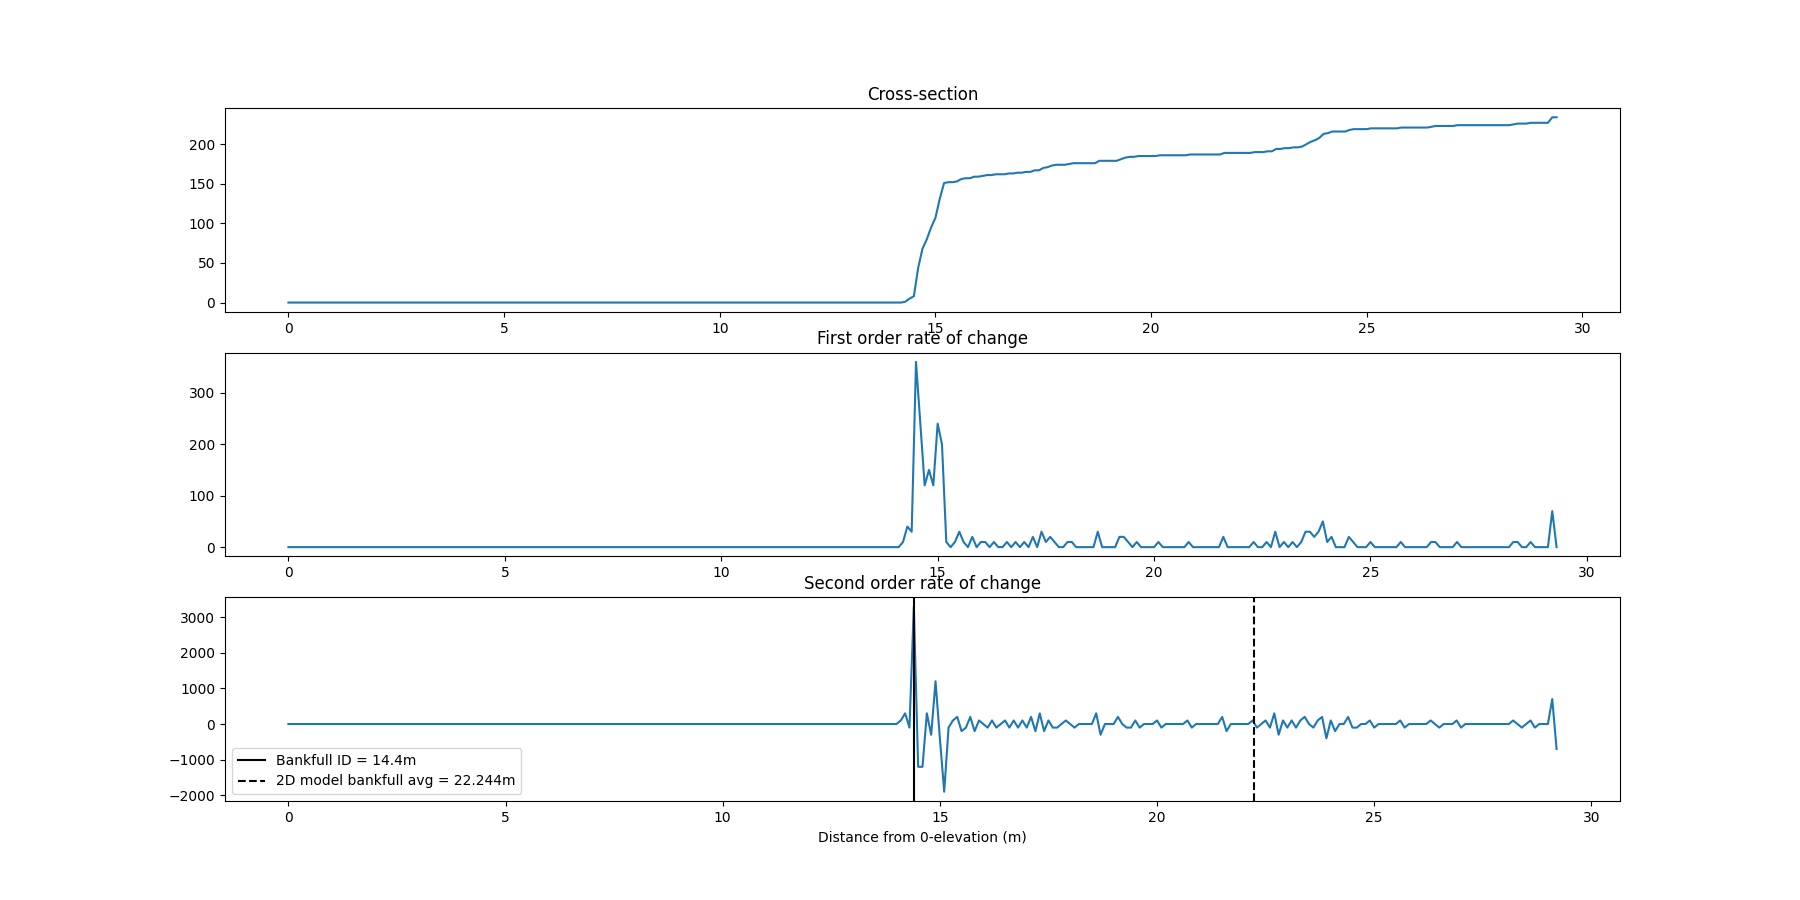 Cross-section
200
150
100
50
0
0 5 10 15 20 25 30
First order rate of change
300
200
100
0
0 5 10 15 20 25 30
Second order rate of change
3000
2000
1000
0
−1000
−2000
Bankfull ID = 14.4m
2D model bankfull avg = 22.244m
0 5 10 15 20 25 30
Distance from 0-elevation (m)